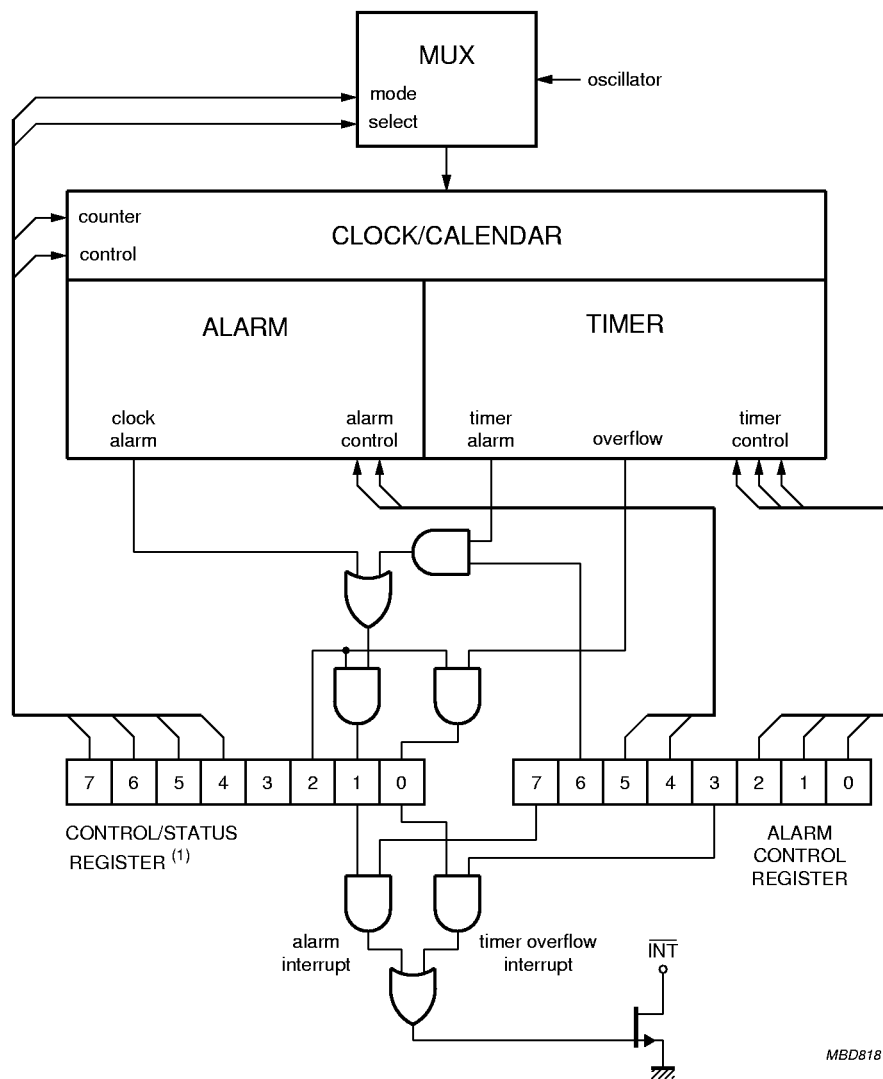 MUX
mode
select
oscillator
counter
control
CLOCK/CALENDAR
ALARM
TIMER
clock
alarm
alarm
control
timer
alarm
overflow
timer
control
7 6 5 4 3 2 1 0
7 6 5 4 3 2 1 0
CONTROL/STATUS
REGISTER (1)
ALARM
CONTROL
REGISTER
alarm
interrupt
timer overflow
interrupt
INT
MBD818